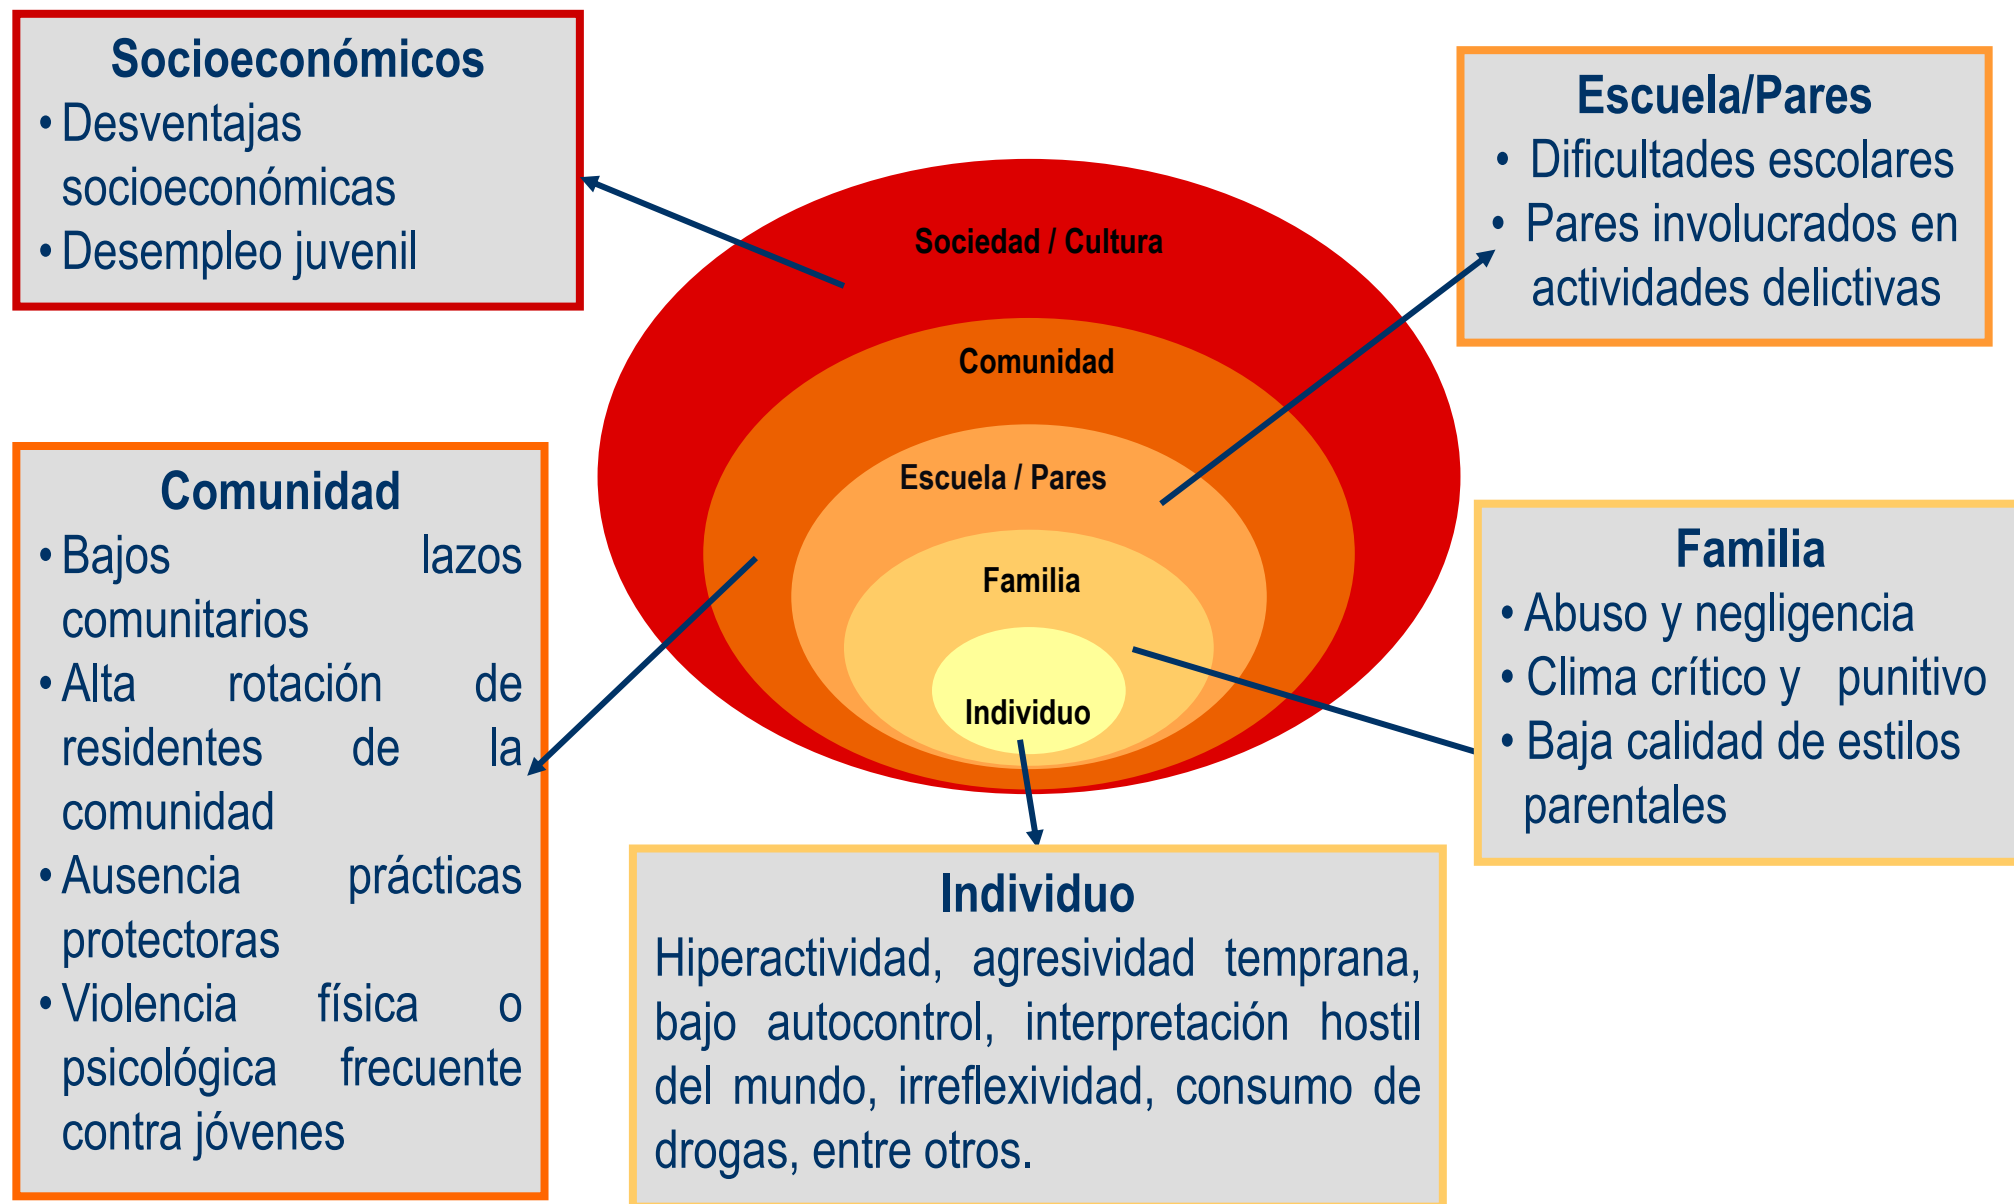 Socioeconómicos
• Desventajas
socioeconómicas
• Desempleo juvenil
Escuela/Pares
• Dificultades escolares
• Pares involucrados en
actividades delictivas
Sociedad / Cultura
Comunidad
Escuela / Pares
Familia
Individuo
Comunidad
• Bajos lazos
comunitarios
• Alta rotación de
residentes de la
comunidad
• Ausencia prácticas
protectoras
• Violencia física o
psicológica frecuente
contra jóvenes
Familia
• Abuso y negligencia
• Clima crítico y punitivo
• Baja calidad de estilos
parentales
Individuo
Hiperactividad, agresividad temprana,
bajo autocontrol, interpretación hostil
del mundo, irreflexividad, consumo de
drogas, entre otros.